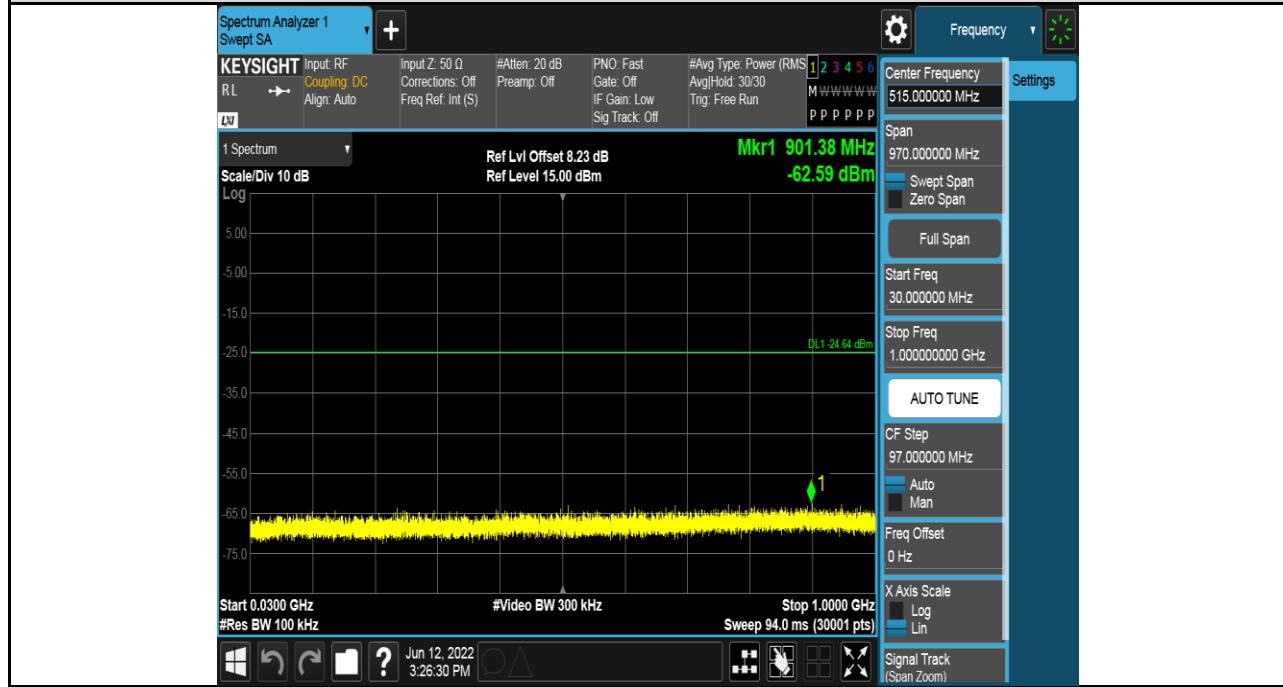 Spectrum Analyzer 1
Swept SA
+
Frequency
KEYSIGHT
RL
LXI
Input: RF
Coupling: DC
Align: Auto
Input Z: 50 Ω
Corrections: Off
Freq Ref: Int (S)
#Atten: 20 dB
Preamp: Off
PNO: Fast
Gate: Off
IF Gain: Low
Sig Track: Off
#Avg Type: Power (RMS
Avg|Hold: 30/30
Trig: Free Run
1 2 3 4 5 6
M W W W W W
P P P P P P
1 Spectrum
Scale/Div 10 dB
Log
Ref Lvl Offset 8.23 dB
Ref Level 15.00 dBm
Mkr1 901.38 MHz
-62.59 dBm
5.00
-5.00
-15.0
-25.0
DL1 -24.64 dBm
-35.0
-45.0
-55.0
1
-65.0
-75.0
Start 0.0300 GHz
#Video BW 300 kHz
Stop 1.0000 GHz
#Res BW 100 kHz
Sweep 94.0 ms (30001 pts)
?
Jun 12, 2022
3:26:30 PM
Center Frequency
515.000000 MHz
Settings
Span
970.000000 MHz
Swept Span
Zero Span
Full Span
Start Freq
30.000000 MHz
Stop Freq
1.000000000 GHz
AUTO TUNE
CF Step
97.000000 MHz
Auto
Man
Freq Offset
0 Hz
X Axis Scale
Log
Lin
Signal Track
(Span Zoom)